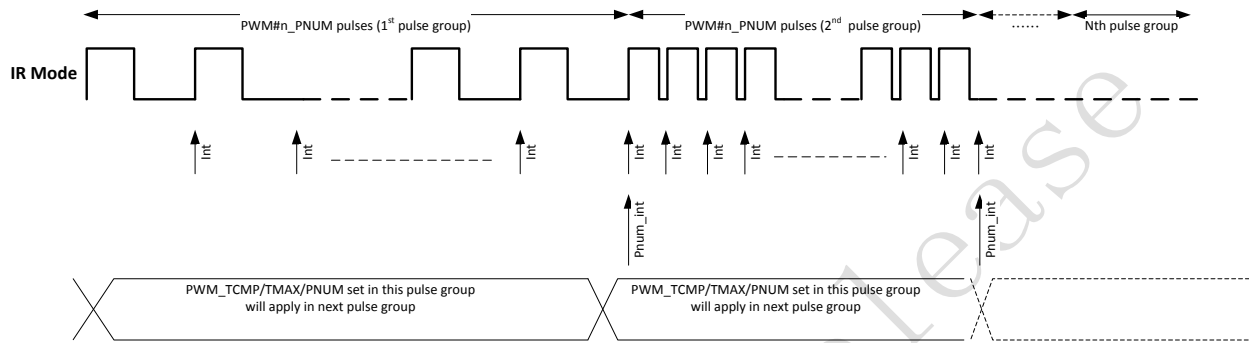 PWM#n_PNUM pulses (1st pulse group)
PWM#n_PNUM pulses (2nd pulse group)
......
Nth pulse group
IR Mode
Int
Int
Int
Int
Int
Int
Int
Int
Int
Int
Pnum_int
Pnum_int
PWM_TCMP/TMAX/PNUM set in this pulse group
will apply in next pulse group
PWM_TCMP/TMAX/PNUM set in this pulse group
will apply in next pulse group
lease